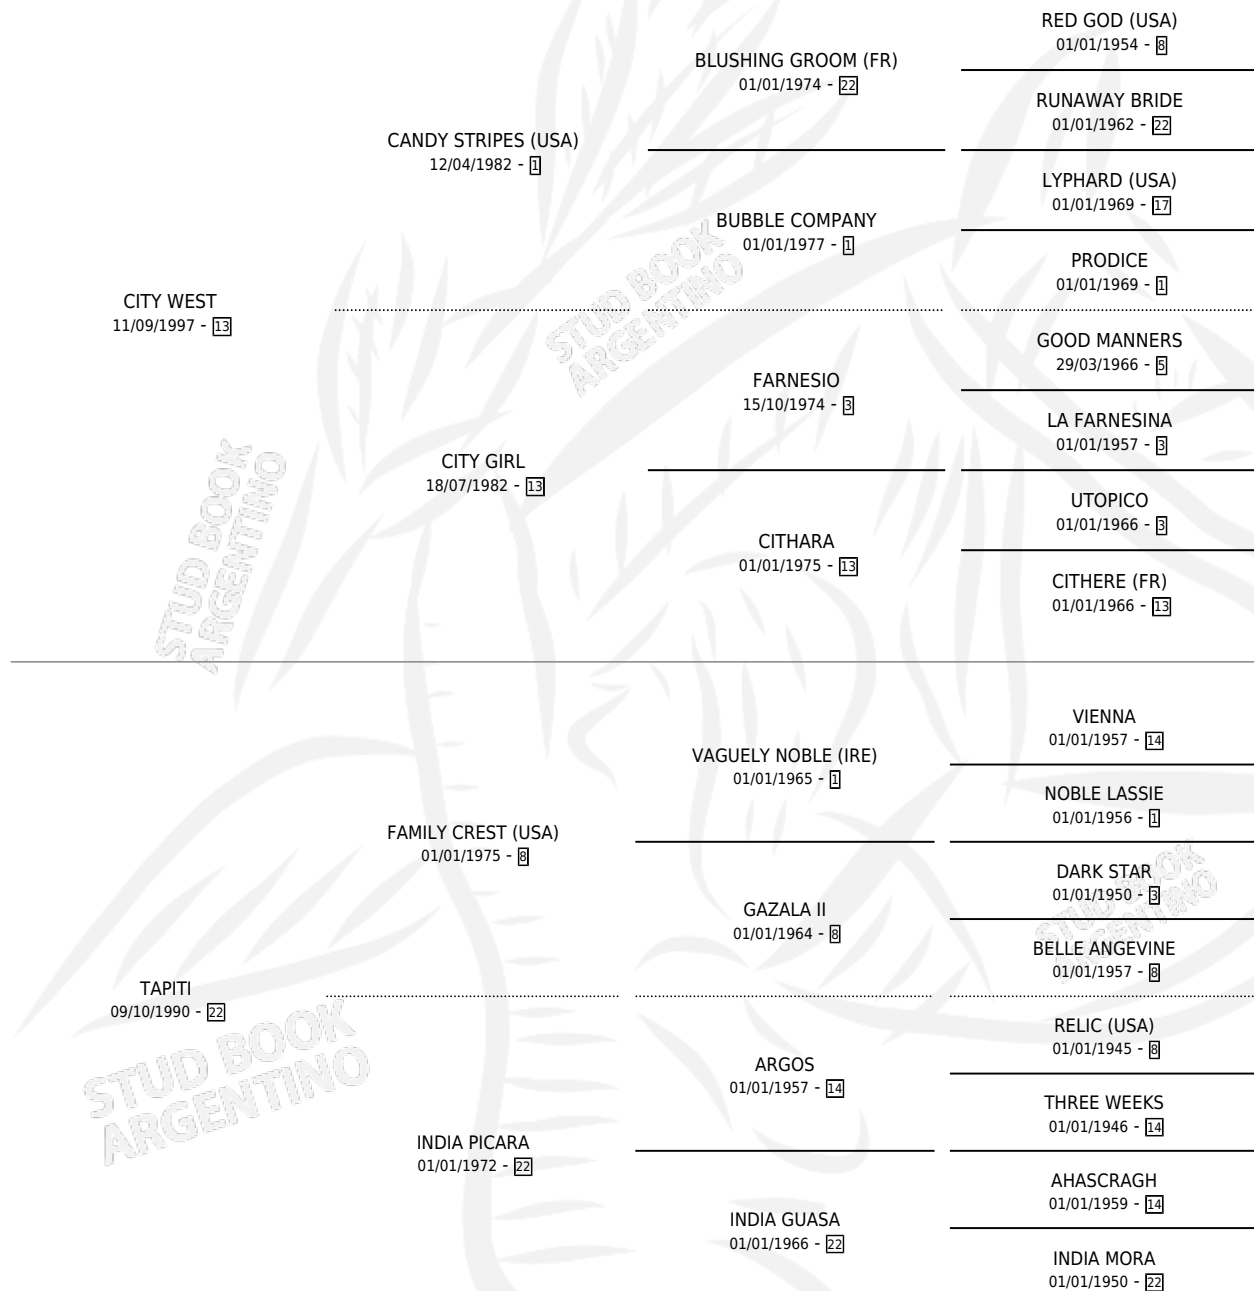 RED GOD (USA)
01/01/1954 - 8
BLUSHING GROOM (FR)
01/01/1974 - 22
RUNAWAY BRIDE
01/01/1962 - 22
CANDY STRIPES (USA)
12/04/1982 - 1
LYPHARD (USA)
01/01/1969 - 17
BUBBLE COMPANY
01/01/1977 - 1
PRODICE
01/01/1969 - 1
CITY WEST
11/09/1997 - 13
STUD BOOK
ARGENTINO
GOOD MANNERS
29/03/1966 - 5
FARNESIO
15/10/1974 - 3
LA FARNESINA
01/01/1957 - 3
CITY GIRL
18/07/1982 - 13
UTOPICO
01/01/1966 - 3
CITHARA
01/01/1975 - 13
CITHERE (FR)
01/01/1966 - 13
STUD BOOK
ARGENTINO
VIENNA
01/01/1957 - 14
VAGUELY NOBLE (IRE)
01/01/1965 - 1
NOBLE LASSIE
01/01/1956 - 1
FAMILY CREST (USA)
01/01/1975 - 8
DARK STAR
01/01/1950 - 3
GAZALA II
01/01/1964 - 8
STUD BOOK
ARGENTINO
BELLE ANGEVINE
01/01/1957 - 8
TAPITI
09/10/1990 - 22
RELIC (USA)
01/01/1945 - 8
ARGOS
01/01/1957 - 14
THREE WEEKS
01/01/1946 - 14
STUD BOOK
ARGENTINO
INDIA PICARA
01/01/1972 - 22
AHASCRAGH
01/01/1959 - 14
INDIA GUASA
01/01/1966 - 22
INDIA MORA
01/01/1950 - 22